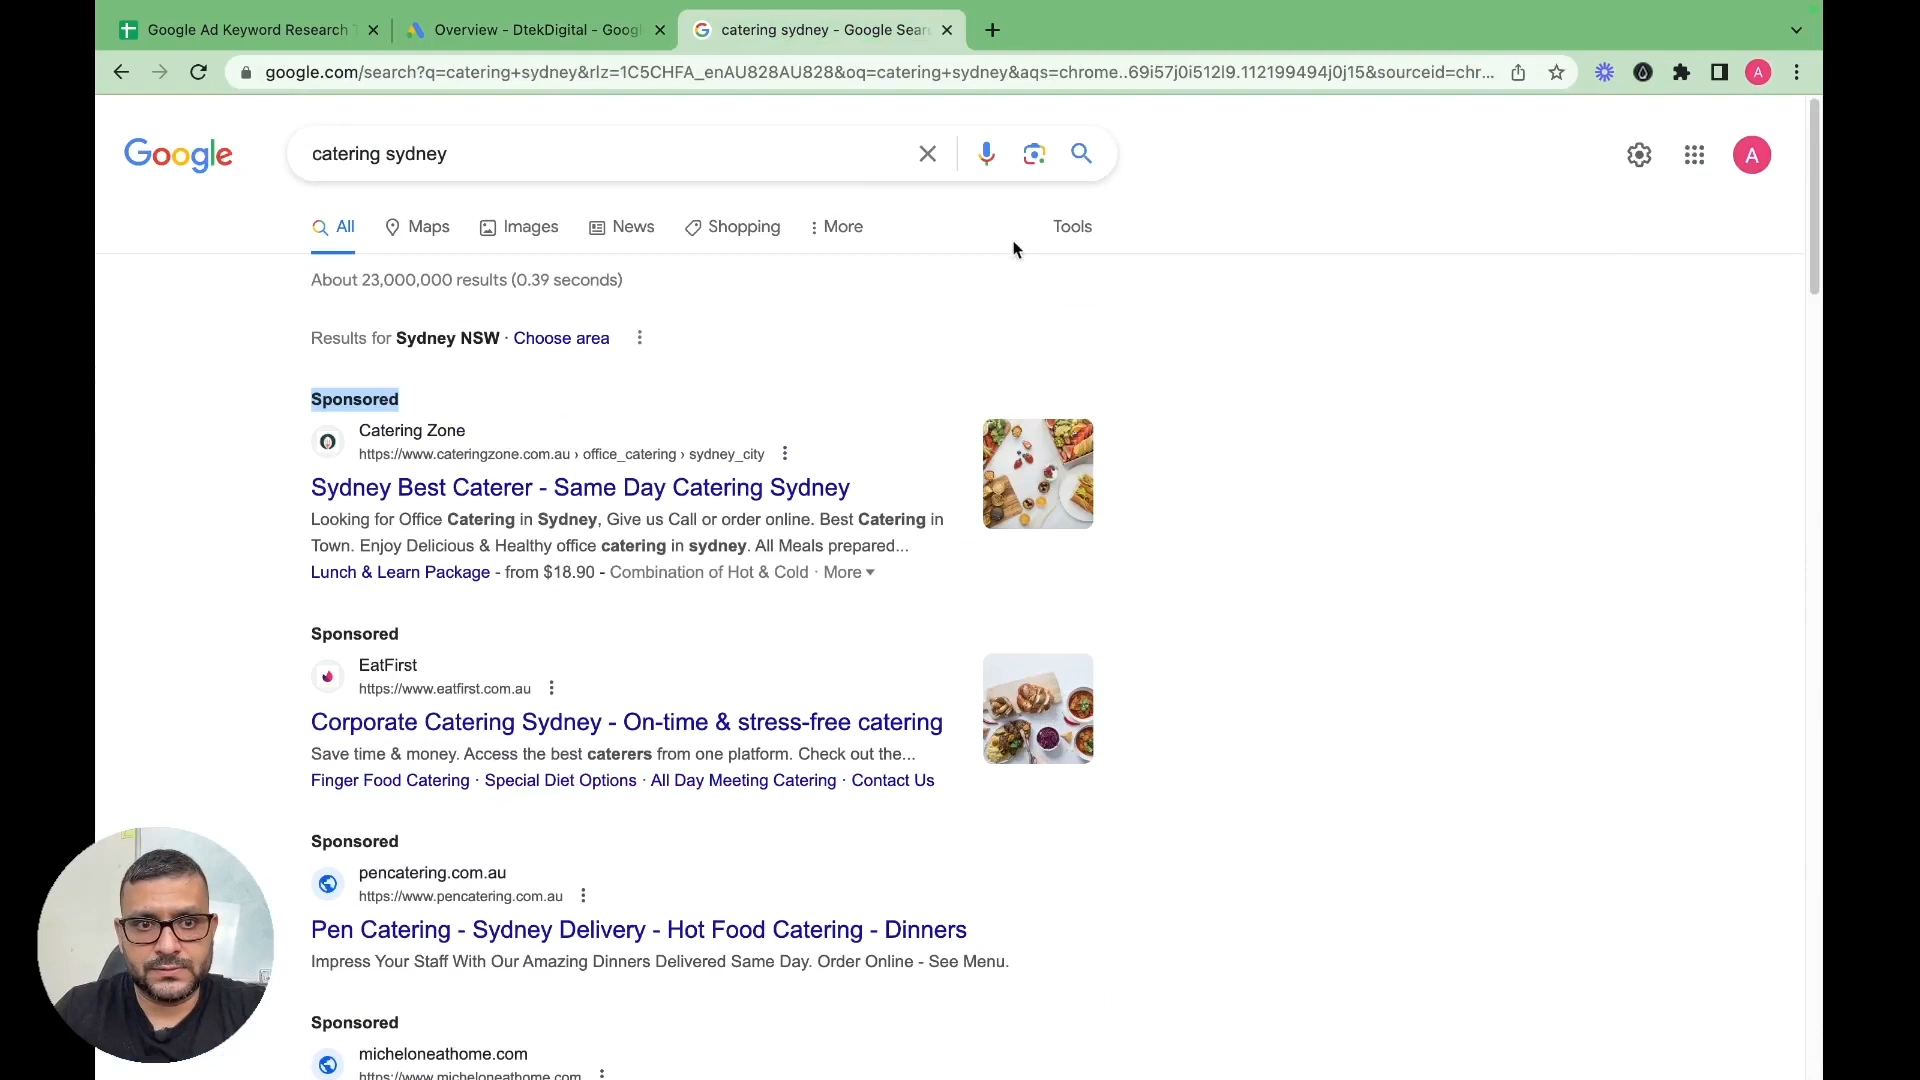 Google Ad Keyword Research
Overview - DtekDigital - Googl
catering sydney - Google Sear
google.com/search?q=catering+sydney&rlz=1C5CHFA_enAU828AU828&oq=catering+sydney&aqs=chrome..69i57j0i512l9.112199494j0j15&sourceid=chr...
A
Google
catering sydney
A
All
Maps
Images
News
Shopping
More
Tools
About 23,000,000 results (0.39 seconds)
Results for Sydney NSW · Choose area
Sponsored
Catering Zone
https://www.cateringzone.com.au › office_catering › sydney_city
Sydney Best Caterer - Same Day Catering Sydney
Looking for Office Catering in Sydney, Give us Call or order online. Best Catering in
Town. Enjoy Delicious & Healthy office catering in sydney. All Meals prepared...
Lunch & Learn Package - from $18.90 - Combination of Hot & Cold · More
Sponsored
EatFirst
https://www.eatfirst.com.au
Corporate Catering Sydney - On-time & stress-free catering
Save time & money. Access the best caterers from one platform. Check out the...
Finger Food Catering · Special Diet Options · All Day Meeting Catering · Contact Us
Sponsored
pencatering.com.au
https://www.pencatering.com.au
Pen Catering - Sydney Delivery - Hot Food Catering - Dinners
Impress Your Staff With Our Amazing Dinners Delivered Same Day. Order Online - See Menu.
Sponsored
micheloneathome.com
https://www.micheloneathome.com